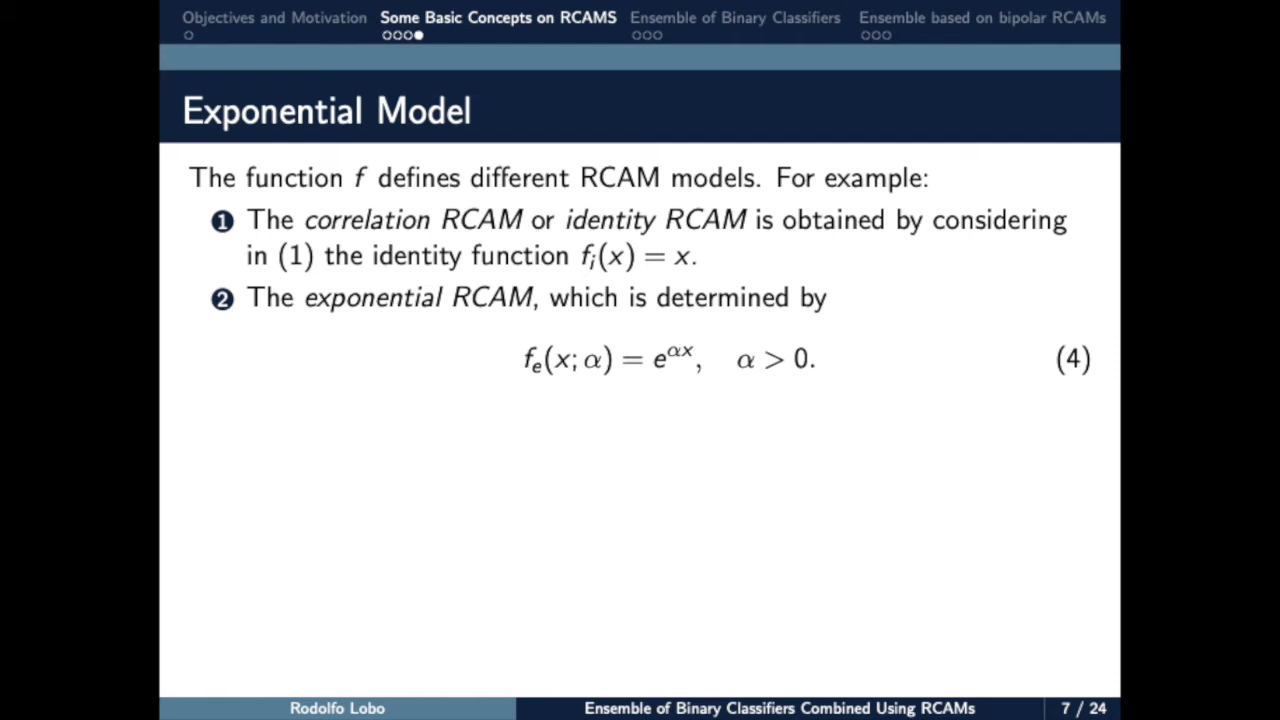 Objectives and Motivation Some Basic Concepts on RCAMS Ensemble of Binary Classifiers Ensemble based on bipolar RCAMs
Exponential Model
The function f defines different RCAM models. For example:
1 The correlation RCAM or identity RCAM is obtained by considering
in (1) the identity function fᵢ(x) = x.
2 The exponential RCAM, which is determined by
fₑ(x; α) = e^{αx}, α > 0. (4)
Rodolfo Lobo Ensemble of Binary Classifiers Combined Using RCAMs 7 / 24